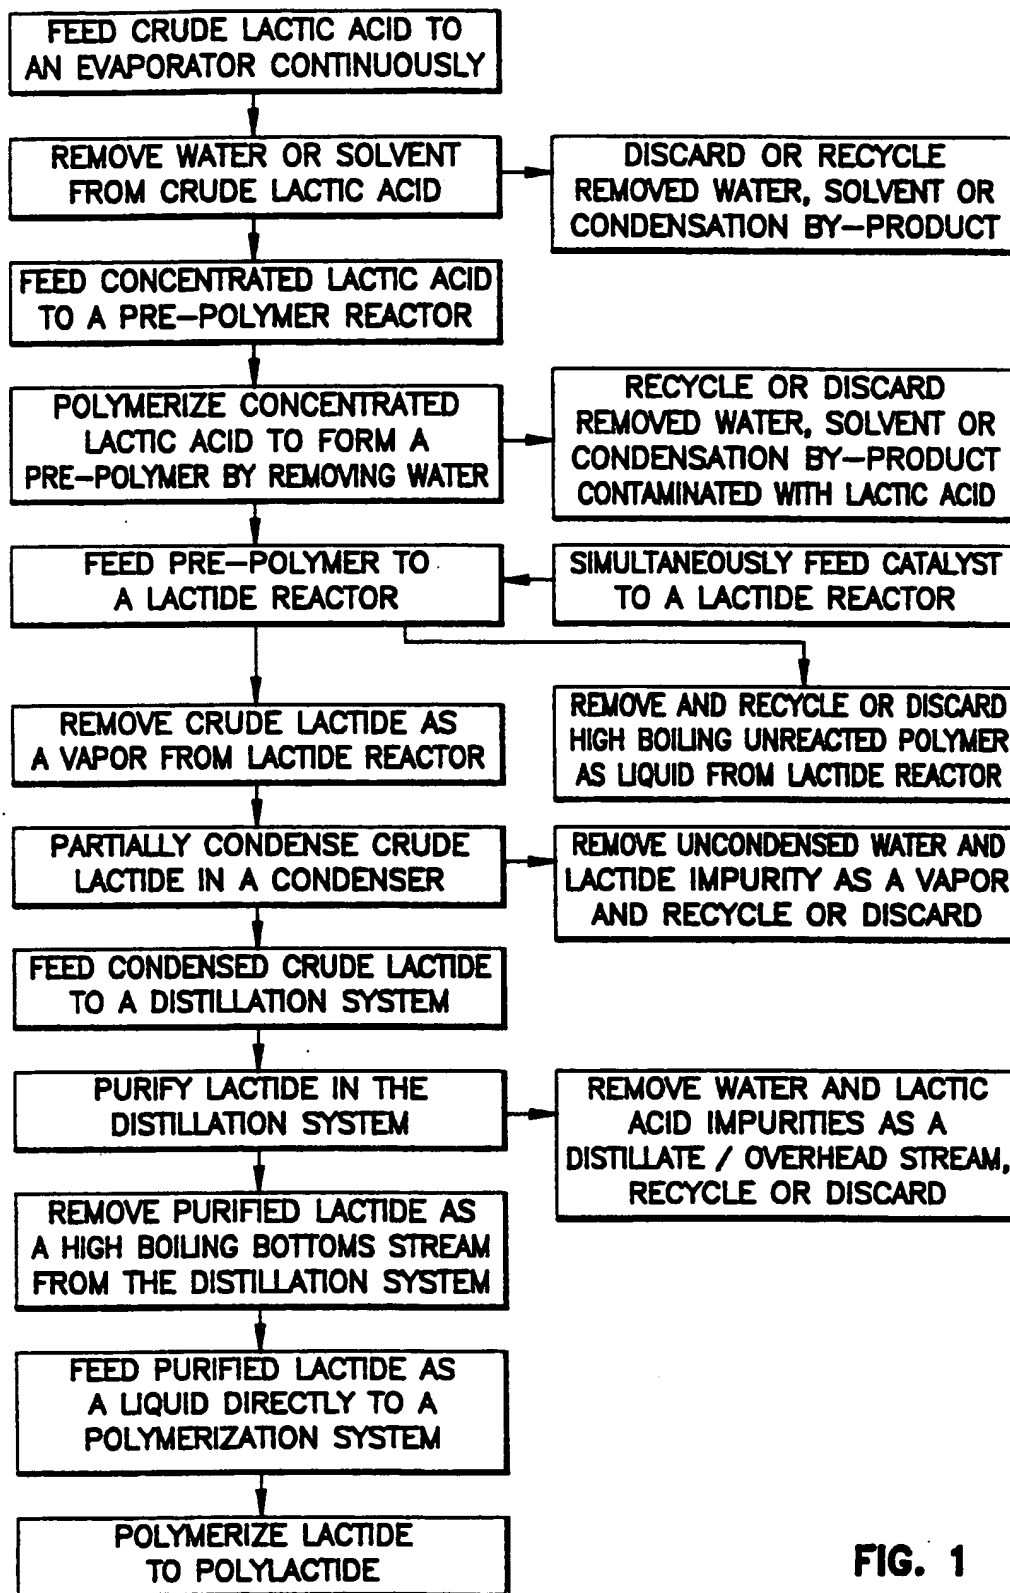 FEED CRUDE LACTIC ACID TO
AN EVAPORATOR CONTINUOUSLY
REMOVE WATER OR SOLVENT
FROM CRUDE LACTIC ACID
DISCARD OR RECYCLE
REMOVED WATER, SOLVENT OR
CONDENSATION BY—PRODUCT
FEED CONCENTRATED LACTIC ACID
TO A PRE—POLYMER REACTOR
POLYMERIZE CONCENTRATED
LACTIC ACID TO FORM A
PRE—POLYMER BY REMOVING WATER
RECYCLE OR DISCARD
REMOVED WATER, SOLVENT OR
CONDENSATION BY—PRODUCT
CONTAMINATED WITH LACTIC ACID
FEED PRE—POLYMER TO
A LACTIDE REACTOR
SIMULTANEOUSLY FEED CATALYST
TO A LACTIDE REACTOR
REMOVE CRUDE LACTIDE AS
A VAPOR FROM LACTIDE REACTOR
REMOVE AND RECYCLE OR DISCARD
HIGH BOILING UNREACTED POLYMER
AS LIQUID FROM LACTIDE REACTOR
PARTIALLY CONDENSE CRUDE
LACTIDE IN A CONDENSER
REMOVE UNCONDENSED WATER AND
LACTIDE IMPURITY AS A VAPOR
AND RECYCLE OR DISCARD
FEED CONDENSED CRUDE LACTIDE
TO A DISTILLATION SYSTEM
PURIFY LACTIDE IN THE
DISTILLATION SYSTEM
REMOVE WATER AND LACTIC
ACID IMPURITIES AS A
DISTILLATE / OVERHEAD STREAM,
RECYCLE OR DISCARD
REMOVE PURIFIED LACTIDE AS
A HIGH BOILING BOTTOMS STREAM
FROM THE DISTILLATION SYSTEM
FEED PURIFIED LACTIDE AS
A LIQUID DIRECTLY TO A
POLYMERIZATION SYSTEM
POLYMERIZE LACTIDE
TO POLYLACTIDE
FIG. 1